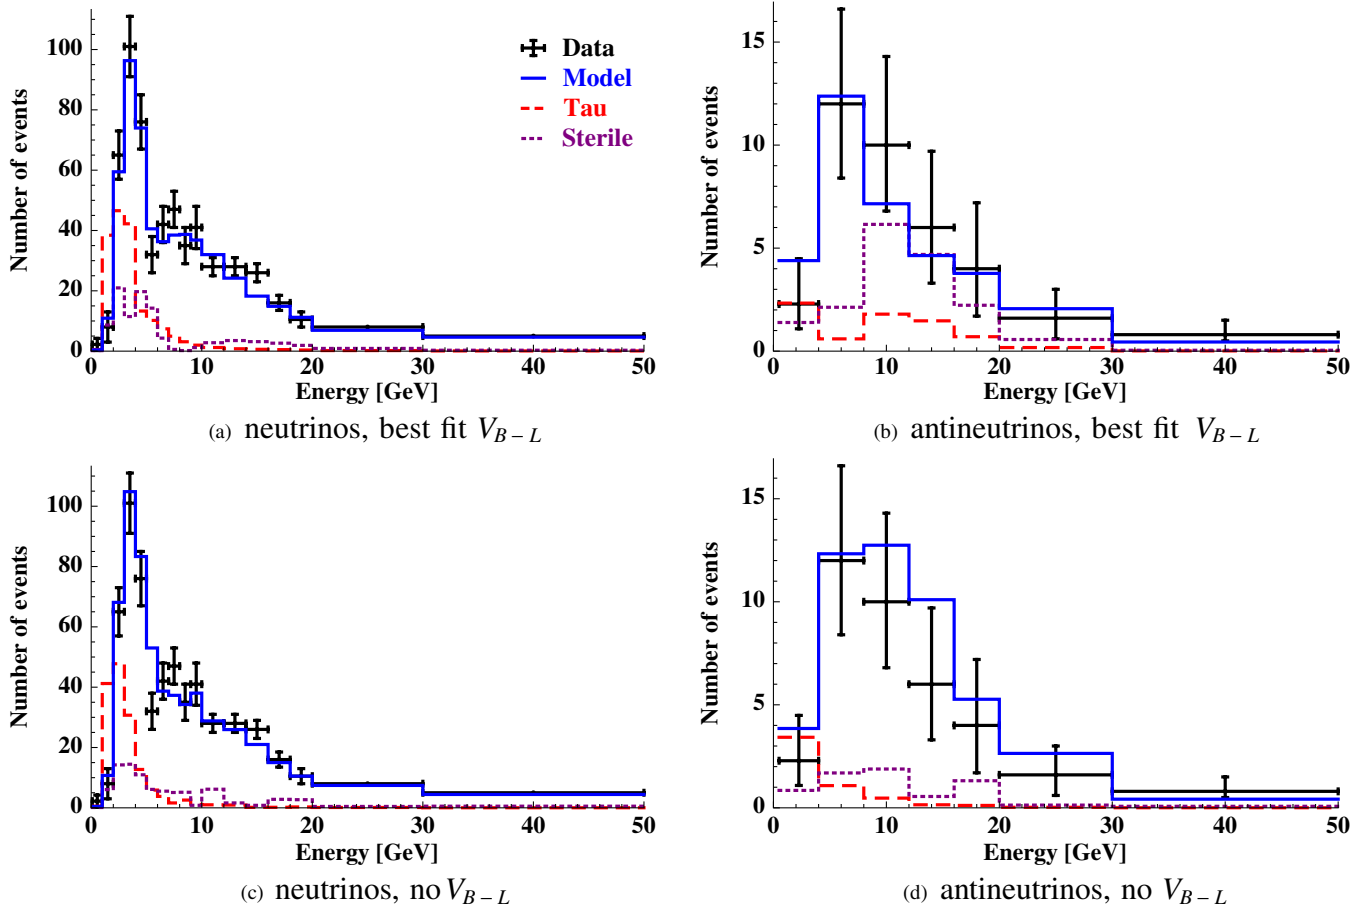 Number of events
100
80
60
40
20
0
Data
Model
Tau
Sterile
0 10 20 30 40 50
Energy [GeV]
(a) neutrinos, best fit V_{B-L}
Number of events
15
10
5
0
0 10 20 30 40 50
Energy [GeV]
(b) antineutrinos, best fit V_{B-L}
Number of events
100
80
60
40
20
0
0 10 20 30 40 50
Energy [GeV]
(c) neutrinos, no V_{B-L}
Number of events
15
10
5
0
0 10 20 30 40 50
Energy [GeV]
(d) antineutrinos, no V_{B-L}